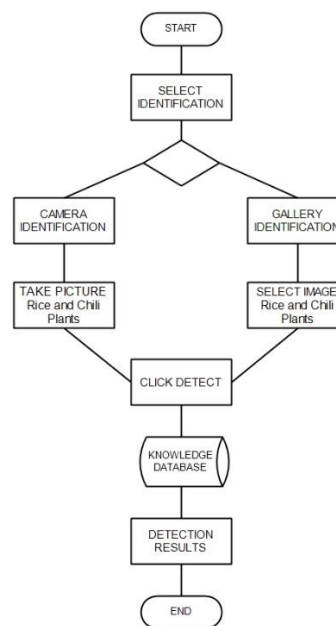 START
SELECT
IDENTIFICATION
CAMERA
IDENTIFICATION
GALLERY
IDENTIFICATION
TAKE PICTURE
Rice and Chili
Plants
SELECT IMAGE
Rice and Chili
Plants
CLICK DETECT
KNOWLEDGE
DATABASE
DETECTION
RESULTS
END